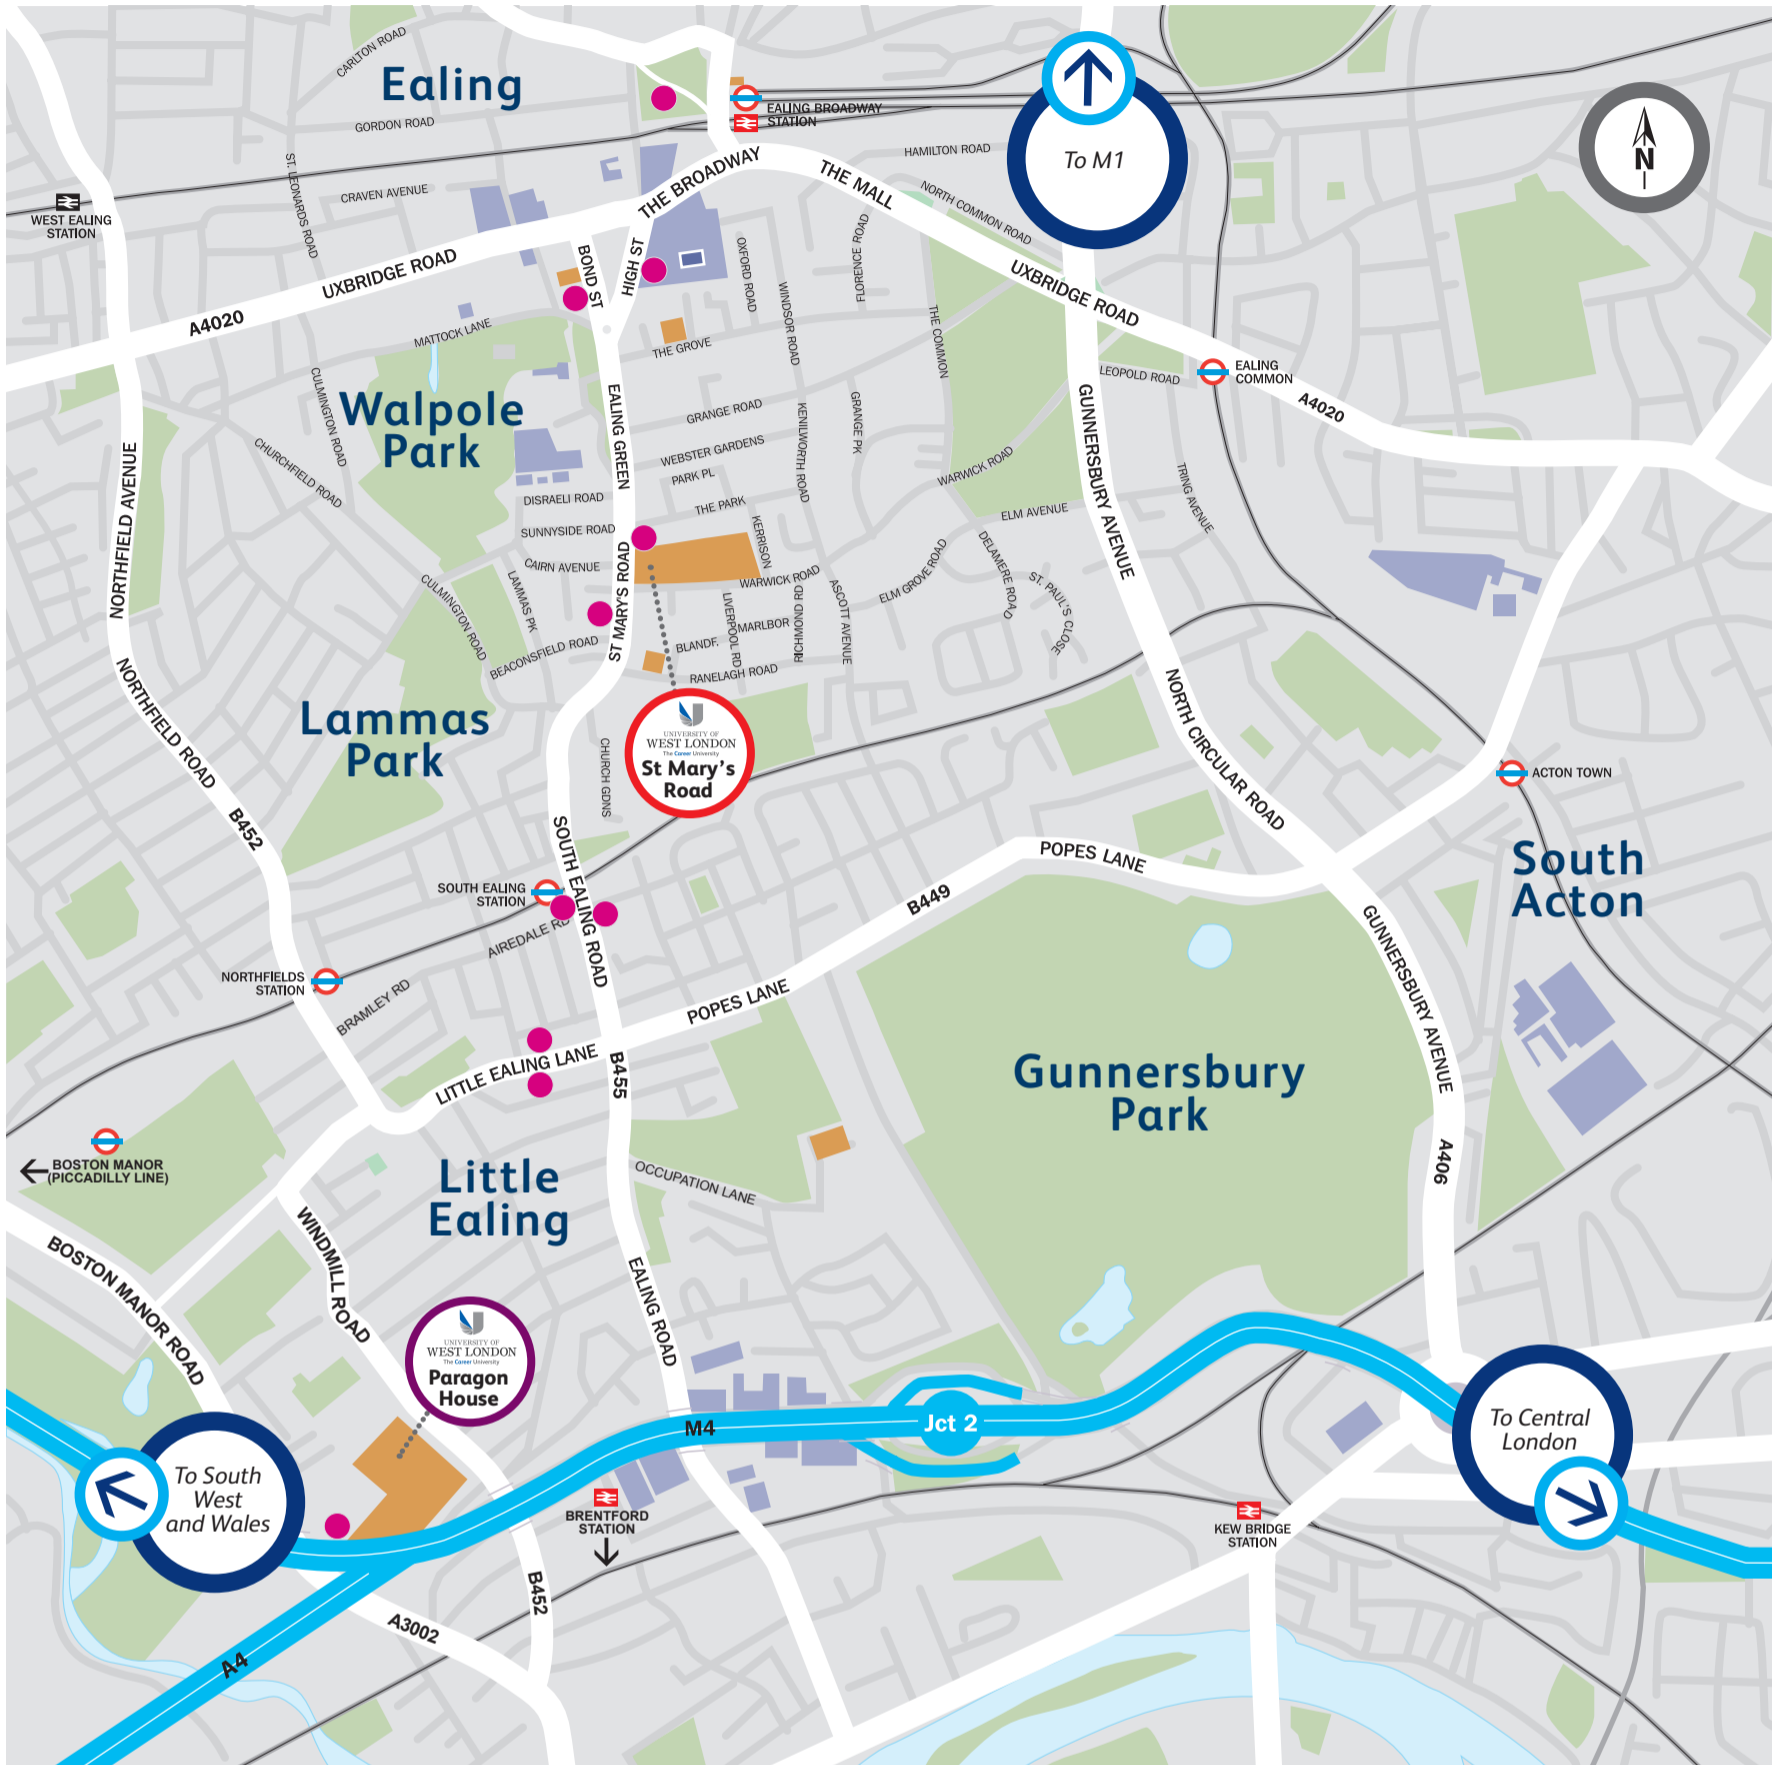 CARLTON ROAD
Ealing
GORDON ROAD
EALING BROADWAY
STATION
To M1
N
HAMILTON ROAD
ST. LEONARDS ROAD
CRAVEN AVENUE
THE BROADWAY
THE MALL
NORTH COMMON ROAD
WEST EALING
STATION
UXBRIDGE ROAD
A4020
BOND ST
HIGH ST
OXFORD ROAD
WINDSOR ROAD
FLORENCE ROAD
THE COMMON
UXBRIDGE ROAD
MATTOCK LANE
THE GROVE
LEOPOLD ROAD
EALING
COMMON
A4020
CULMINGTON ROAD
Walpole
Park
EALING GREEN
GRANGE ROAD
KENILWORTH ROAD
GRANGE PK
GUNNERSBURY AVENUE
WEBSTER GARDENS
PARK PL
CHURCHFIELD ROAD
WARWICK ROAD
TRING AVENUE
NORTHFIELD AVENUE
DISRAELI ROAD
THE PARK
ELM AVENUE
SUNNYSIDE ROAD
KERRISON
CAIRN AVENUE
ST MARY'S ROAD
WARWICK ROAD
ELM GROVE ROAD
DELAMERE ROAD
ST. PAUL'S CLOSE
CULMINGTON ROAD
LAMMAS PK
LIVERPOOL RD
RICHMOND RD
ASCOTT AVENUE
MARLBOR
BLANDF.
BEACONSFIELD ROAD
RANELAGH ROAD
NORTHFIELD ROAD
Lammas
Park
UNIVERSITY OF
WEST LONDON
The Career University
St Mary's
Road
CHURCH GDNS
NORTH CIRCULAR ROAD
ACTON TOWN
B452
SOUTH EALING ROAD
POPES LANE
South
Acton
SOUTH EALING
STATION
B449
AIREDALE RD
GUNNERSBURY AVENUE
NORTHFIELDS
STATION
BRAMLEY RD
POPES LANE
LITTLE EALING LANE
B455
Gunnersbury
Park
BOSTON MANOR
(PICCADILLY LINE)
A406
Little
Ealing
OCCUPATION LANE
WINDMILL ROAD
BOSTON MANOR ROAD
EALING ROAD
UNIVERSITY OF
WEST LONDON
The Career University
Paragon
House
M4
Jct 2
To Central
London
To South
West
and Wales
BRENTFORD
STATION
KEW BRIDGE
STATION
B452
A3002
A4